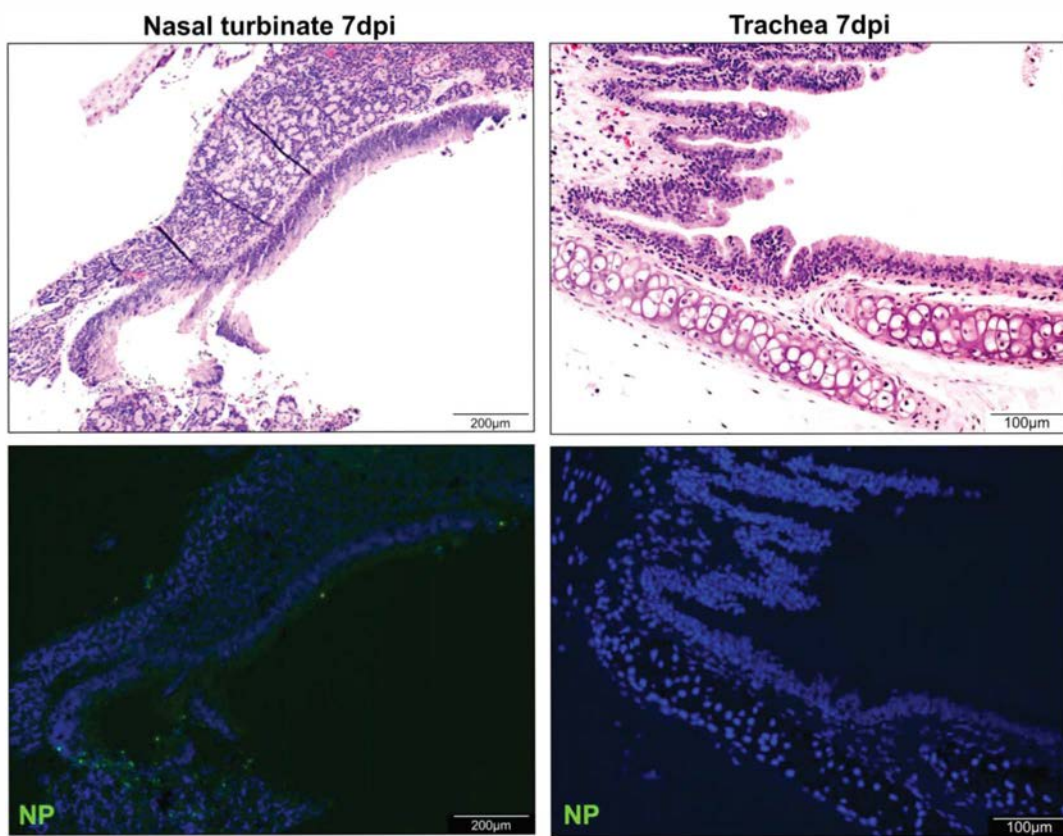 Nasal turbinate 7dpi
Trachea 7dpi
200µm
100µm
NP
200µm
NP
100µm